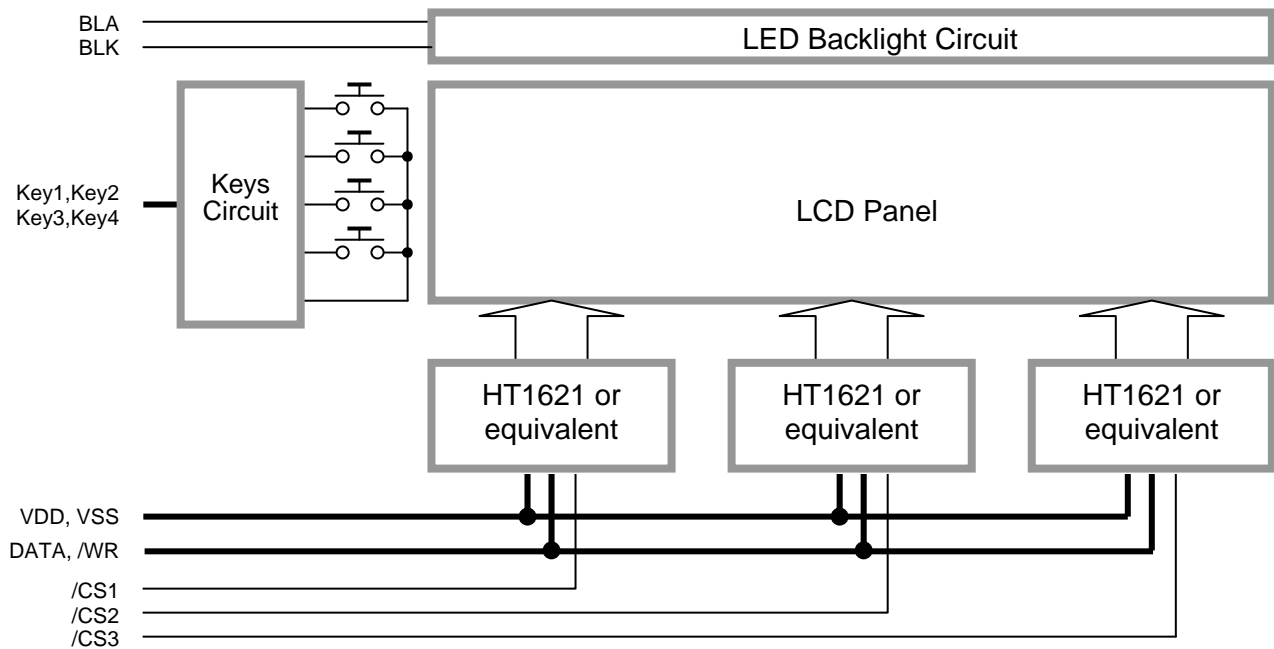 BLA
BLK
LED Backlight Circuit
Key1,Key2
Key3,Key4
Keys
Circuit
LCD Panel
HT1621 or
equivalent
HT1621 or
equivalent
HT1621 or
equivalent
VDD, VSS
DATA, /WR
/CS1
/CS2
/CS3